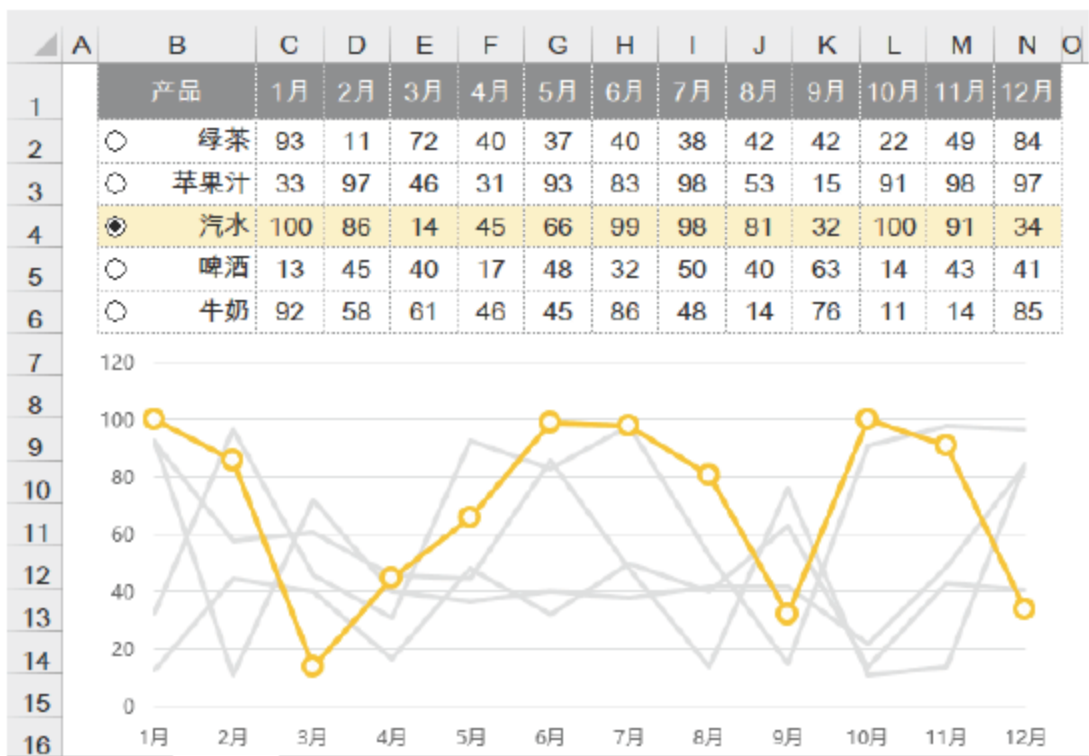 A B C D E F G H I J K L M N O
1 产品 1月 2月 3月 4月 5月 6月 7月 8月 9月 10月 11月 12月
2 绿茶 93 11 72 40 37 40 38 42 42 22 49 84
3 苹果汁 33 97 46 31 93 83 98 53 15 91 98 97
4 汽水 100 86 14 45 66 99 98 81 32 100 91 34
5 啤酒 13 45 40 17 48 32 50 40 63 14 43 41
6 牛奶 92 58 61 46 45 86 48 14 76 11 14 85
7 120
8 100
9
10 80
11 60
12 40
13
14 20
15 0
16 1月 2月 3月 4月 5月 6月 7月 8月 9月 10月 11月 12月